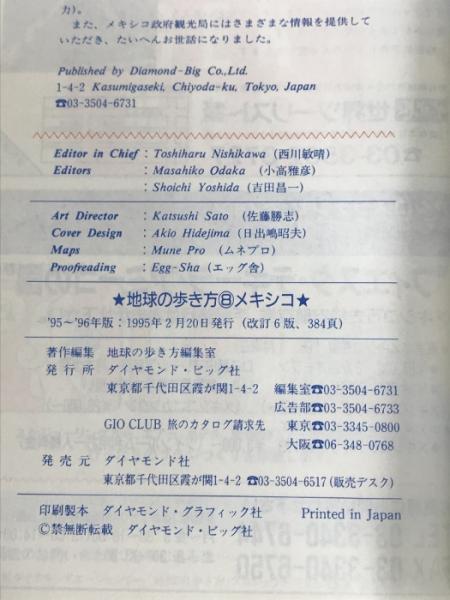 力)。
また、メキシコ政府観光局にはさまざまな情報を提供して
いただき、たいへんお世話になりました。
Published by Diamond-Big Co.,Ltd.
1-4-2 Kasumigaseki, Chiyoda-ku, Tokyo, Japan
☎03-3504-6731
Editor in Chief : Toshiharu Nishikawa (西川敏晴)
Editors : Masahiko Odaka (小高雅彦)
: Shoichi Yoshida (吉田昌一)
Art Director : Katsushi Sato (佐藤勝志)
Cover Design : Akio Hidejima (日出嶋昭夫)
Maps : Mune Pro (ムネプロ)
Proofreading : Egg-Sha (エッグ舎)
★地球の歩き方⑧メキシコ★
'95～'96年版：1995年2月20日発行 (改訂6版、384頁)
著作編集 地球の歩き方編集室
発行所 ダイヤモンド・ビッグ社
東京都千代田区霞が関1-4-2 編集室☎03-3504-6731
広告部☎03-3504-6733
GIO CLUB 旅のカタログ請求先 東京☎03-3345-0800
大阪☎06-348-0768
発売元 ダイヤモンド社
東京都千代田区霞が関1-4-2 ☎03-3504-6517 (販売デスク)
印刷製本 ダイヤモンド・グラフィック社 Printed in Japan
©禁無断転載 ダイヤモンド・ビッグ社